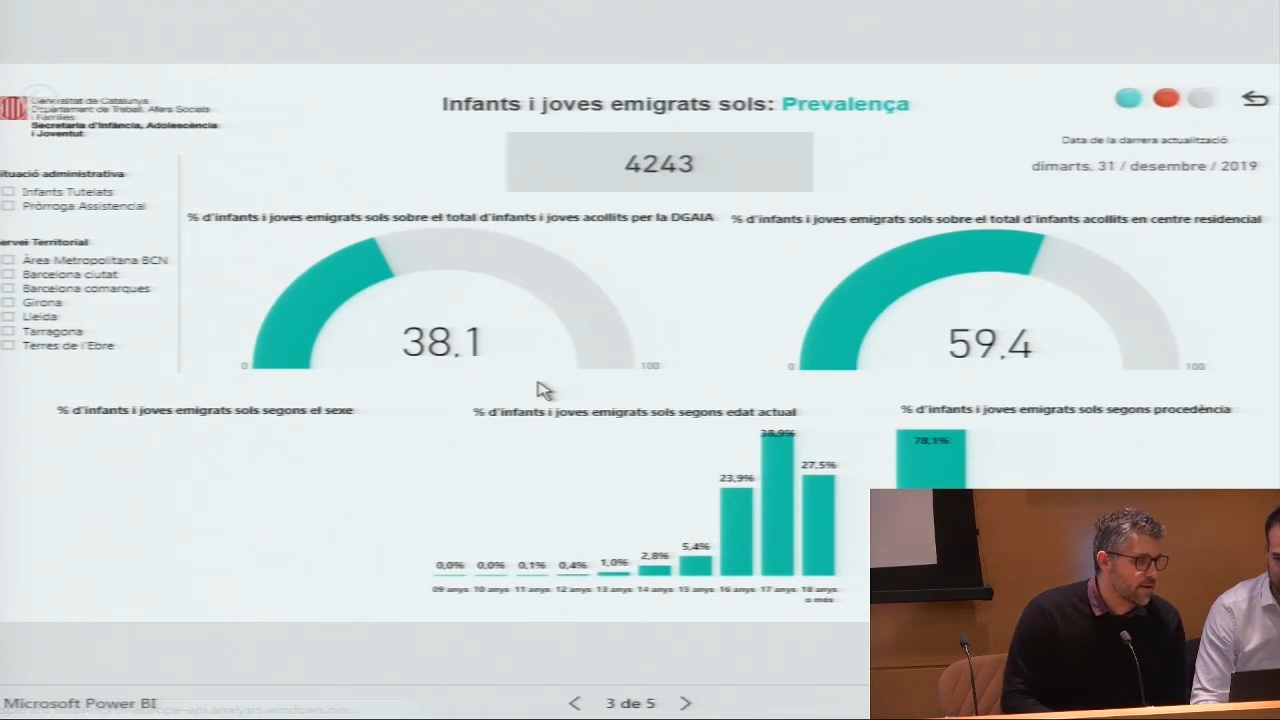 Generalitat de Catalunya
Departament de Treball, Afers Socials
i Famílies
Secretaria d'Infància, Adolescència
i Joventut
Infants i joves emigrats sols: Prevalença
4243
Data de la darrera actualització
dimarts, 31 / desembre / 2019
ituació administrativa
Infants Tutelats
Pròrroga Assistencial
ervei Territorial
Àrea Metropolitana BCN
Barcelona ciutat
Barcelona comarques
Girona
Lleida
Tarragona
Terres de l'Ebre
% d'infants i joves emigrats sols sobre el total d'infants i joves acollits per la DGAIA
38,1
0
100
% d'infants i joves emigrats sols sobre el total d'infants acollits en centre residencial
59,4
0
100
% d'infants i joves emigrats sols segons el sexe
% d'infants i joves emigrats sols segons edat actual
0,0% 0,0% 0,1% 0,4% 1,0% 2,8% 5,4% 23,9% 38,9% 27,5%
09 anys 10 anys 11 anys 12 anys 13 anys 14 anys 15 anys 16 anys 17 anys 18 anys
o més
% d'infants i joves emigrats sols segons procedència
78,1%
Microsoft Power BI
3 de 5